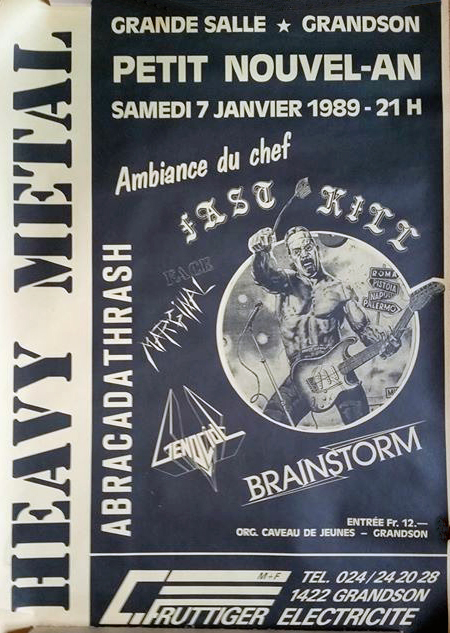 HEAVY METAL
GRANDE SALLE ★ GRANDSON
PETIT NOUVEL-AN
SAMEDI 7 JANVIER 1989 - 21 H
Ambiance du chef
FAST KILL
FACE
MARGINAL
ABRACADATHRASH
ROMA
PISTOIA
NAPOLI
PALERMO
GENOCIDE
BRAINSTORM
ENTRÉE Fr. 12.—
ORG. CAVEAU DE JEUNES – GRANDSON
M+F
C. FRUTTIGER
TEL. 024/24 20 28
1422 GRANDSON
ELECTRICITE